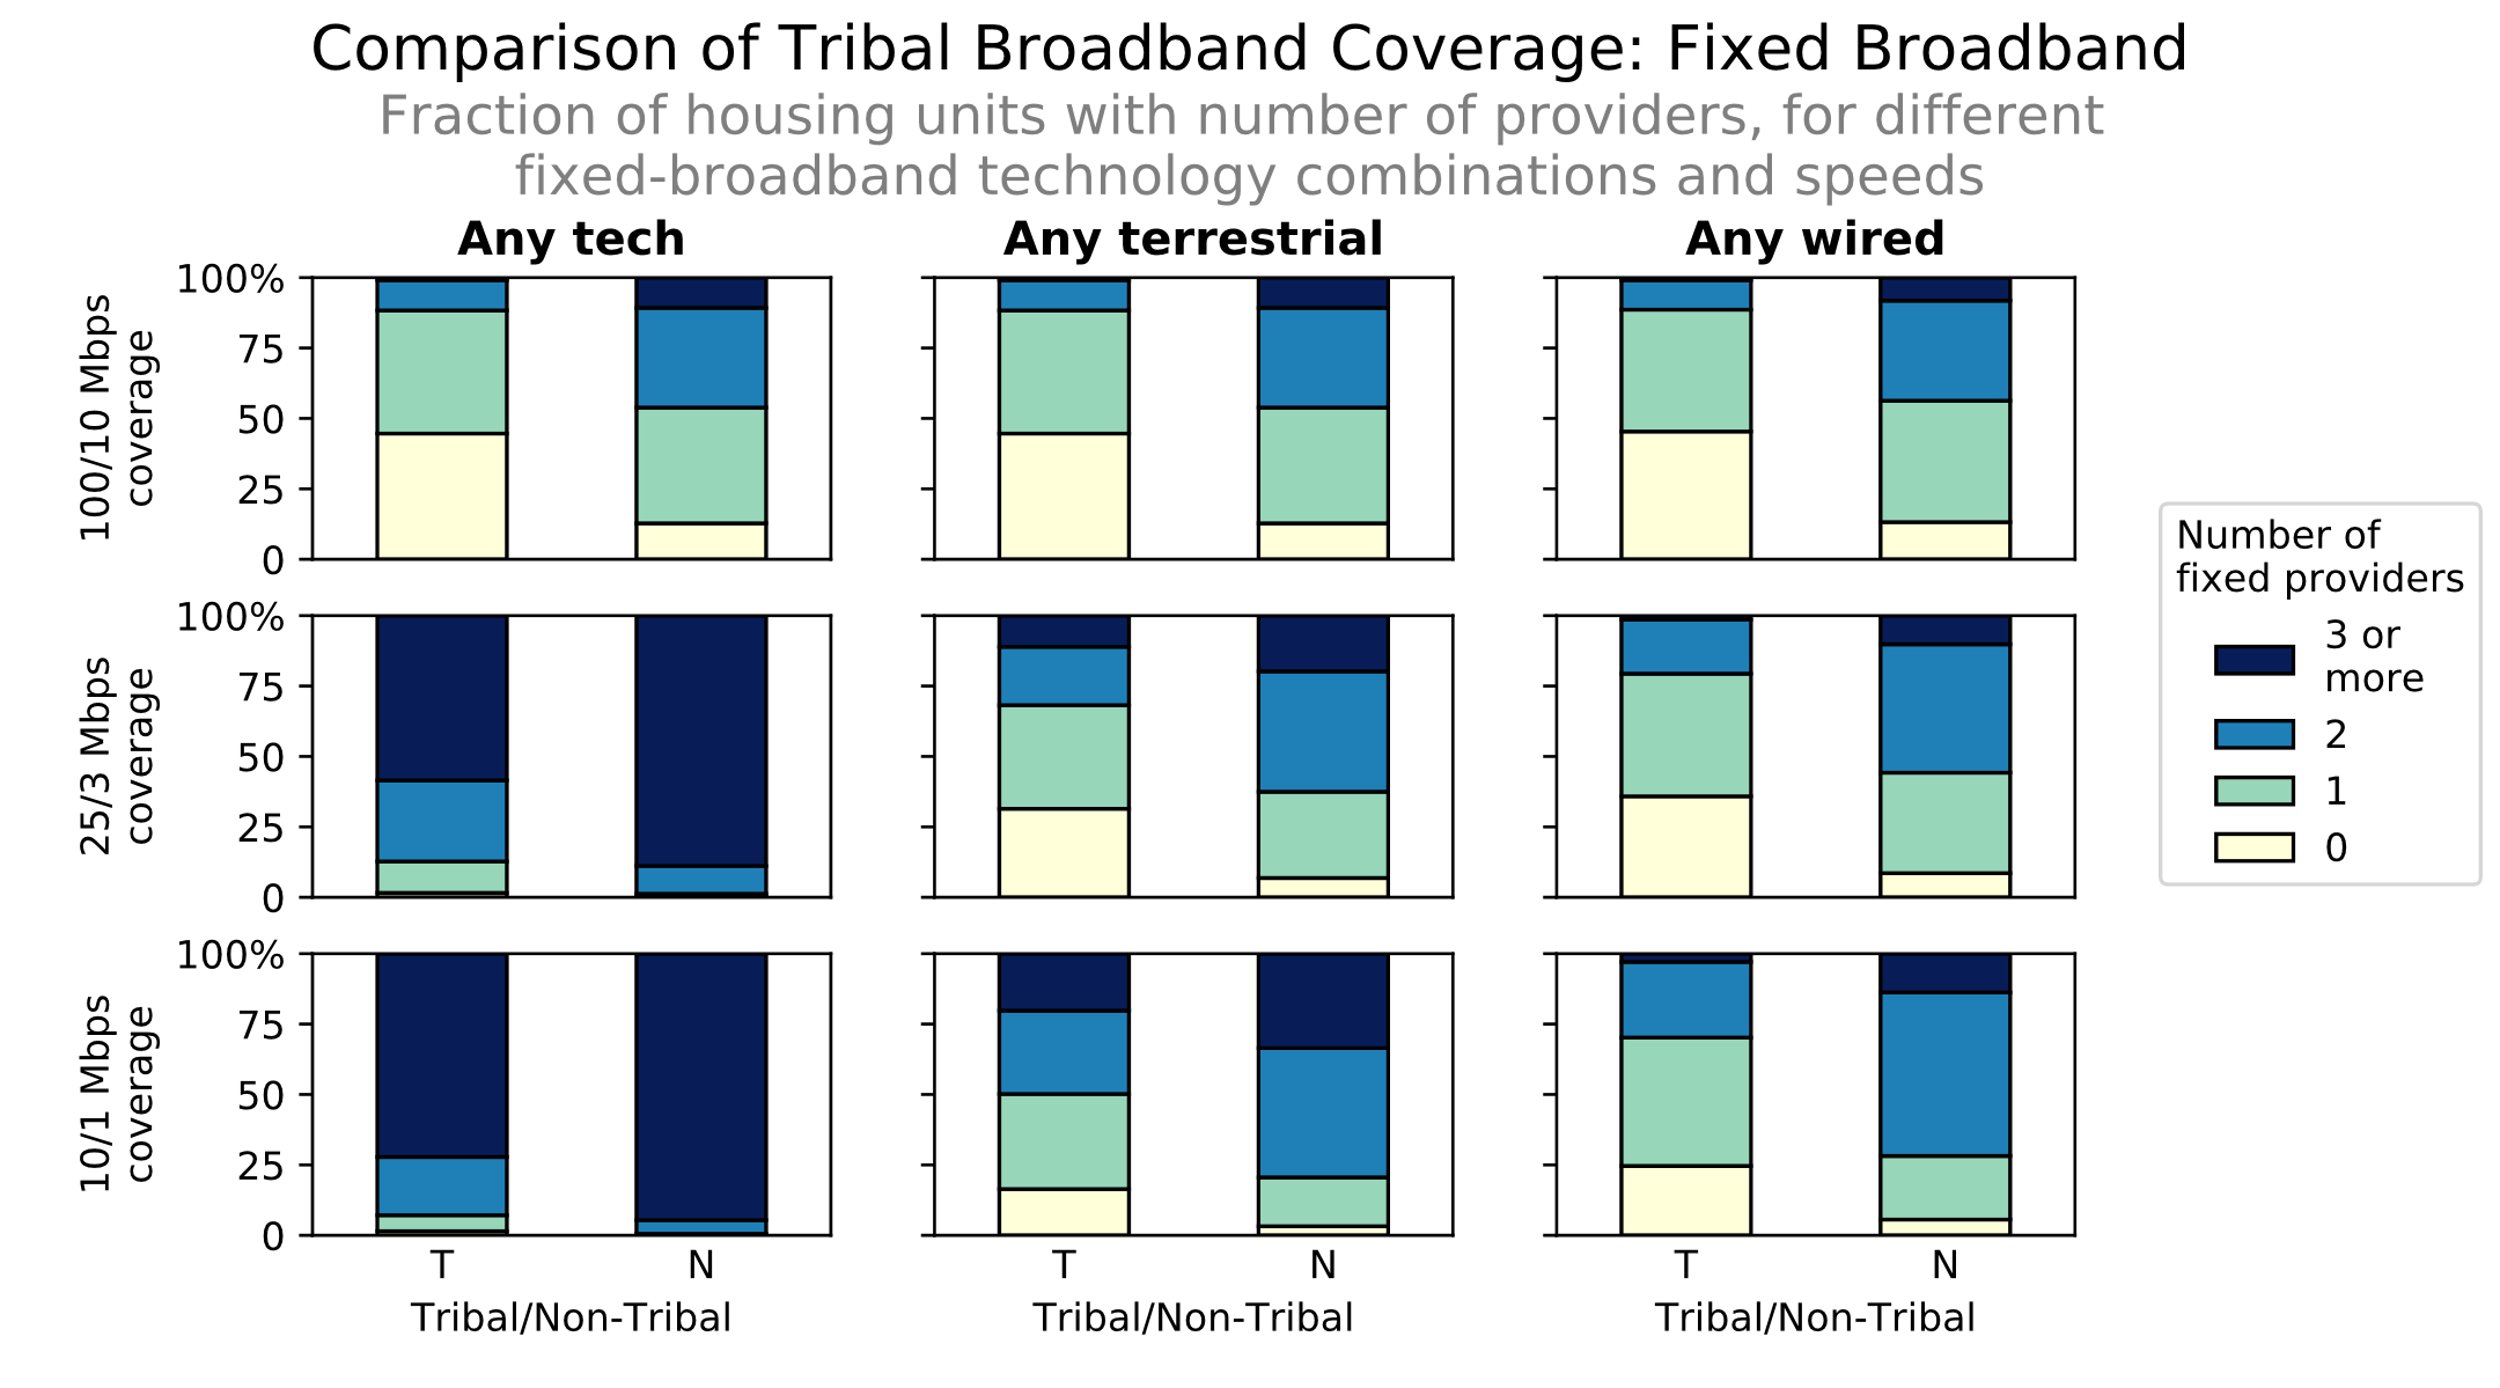 Comparison of Tribal Broadband Coverage: Fixed Broadband
Fraction of housing units with number of providers, for different
fixed-broadband technology combinations and speeds
Any tech
Any terrestrial
Any wired
100/10 Mbps
coverage
100%
75
50
25
0
25/3 Mbps
coverage
100%
75
50
25
0
10/1 Mbps
coverage
100%
75
50
25
0
T
N
T
N
T
N
Tribal/Non-Tribal
Tribal/Non-Tribal
Tribal/Non-Tribal
Number of
fixed providers
3 or
more
2
1
0